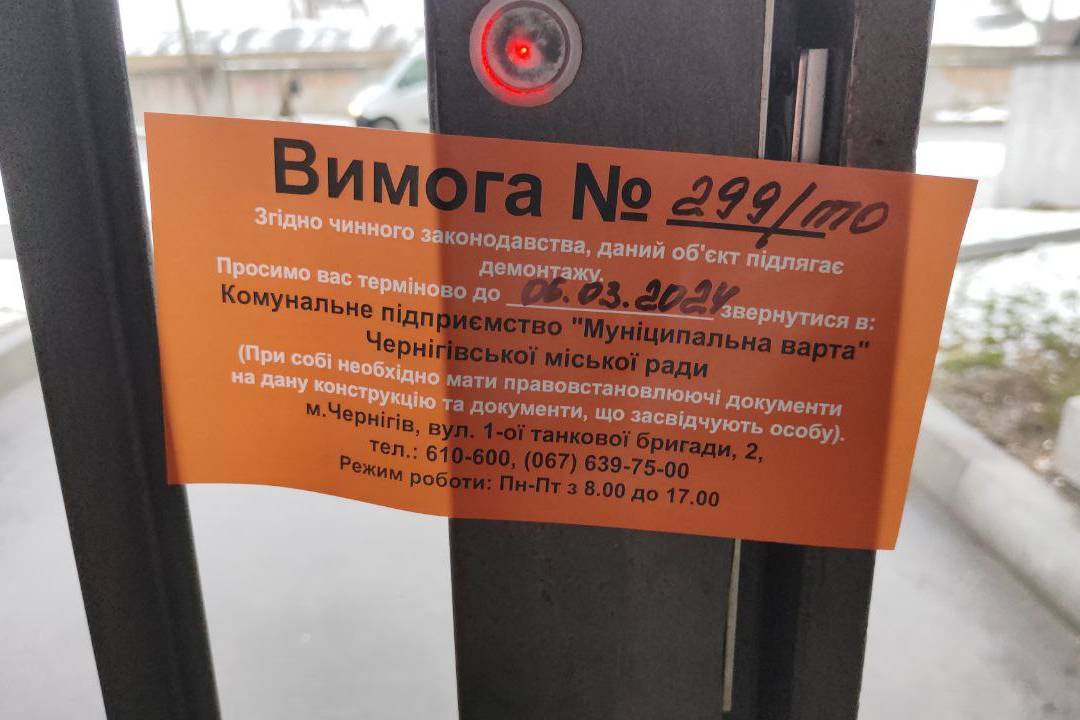 Вимога № 299/то
Згідно чинного законодавства, даний об'єкт підлягає
демонтажу.
Просимо вас терміново до 06.03.2024 звернутися в:
Комунальне підприємство "Муніципальна варта"
Чернігівської міської ради
(При собі необхідно мати правовстановлюючі документи
на дану конструкцію та документи, що засвідчують особу).
м.Чернігів, вул. 1-ої танкової бригади, 2,
тел.: 610-600, (067) 639-75-00
Режим роботи: Пн-Пт з 8.00 до 17.00